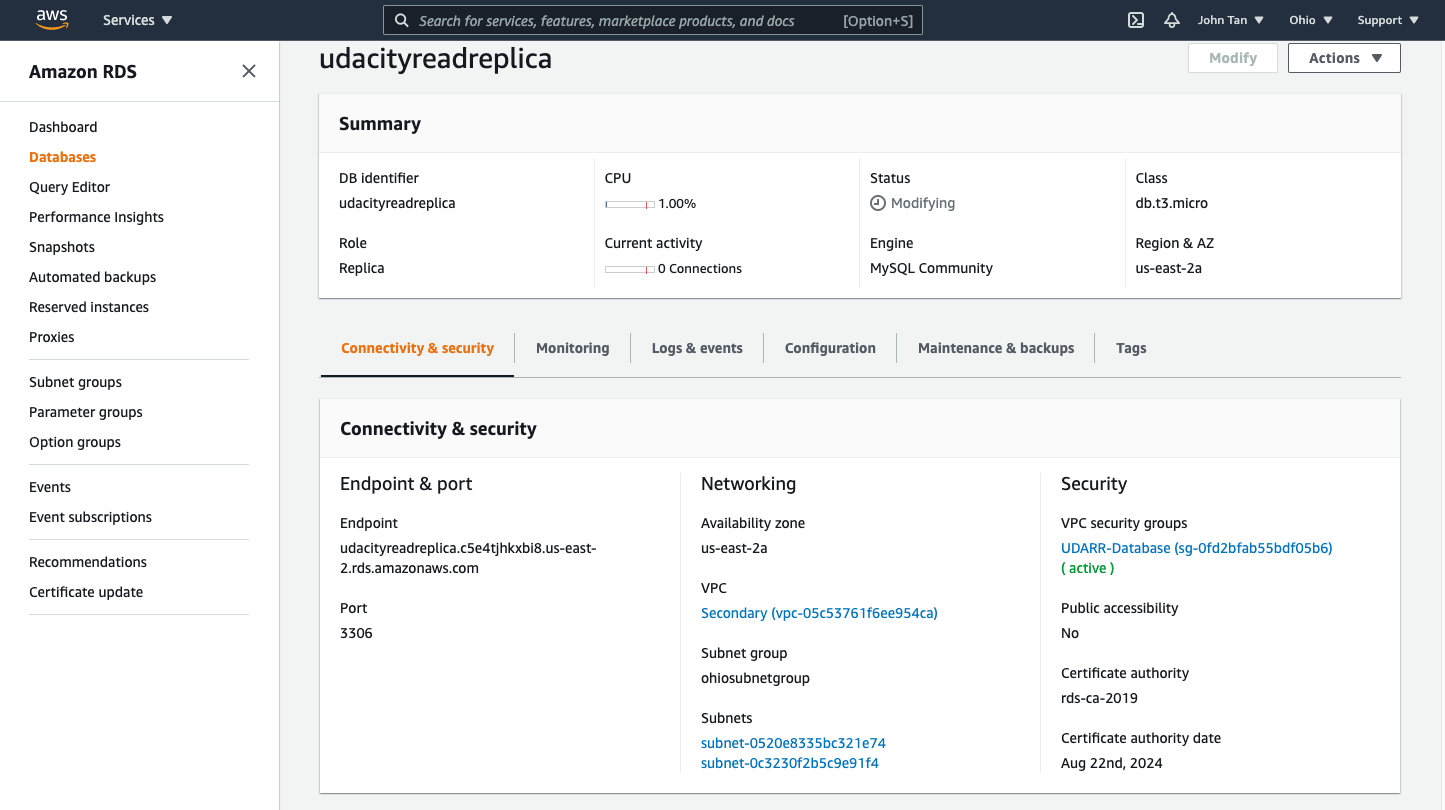 aws
Services
Search for services, features, marketplace products, and docs
[Option+S]
John Tan
Ohio
Support
Amazon RDS
Dashboard
Databases
Query Editor
Performance Insights
Snapshots
Automated backups
Reserved instances
Proxies
Subnet groups
Parameter groups
Option groups
Events
Event subscriptions
Recommendations
Certificate update
udacityreadreplica
Modify
Actions
Summary
DB identifier
udacityreadreplica
Role
Replica
CPU
1.00%
Current activity
0 Connections
Status
Modifying
Engine
MySQL Community
Class
db.t3.micro
Region & AZ
us-east-2a
Connectivity & security
Monitoring
Logs & events
Configuration
Maintenance & backups
Tags
Connectivity & security
Endpoint & port
Endpoint
udacityreadreplica.c5e4tjhkxbi8.us-east-
2.rds.amazonaws.com
Port
3306
Networking
Availability zone
us-east-2a
VPC
Secondary (vpc-05c53761f6ee954ca)
Subnet group
ohiosubnetgroup
Subnets
subnet-0520e8335bc321e74
subnet-0c3230f2b5c9e91f4
Security
VPC security groups
UDARR-Database (sg-0fd2bfab55bdf05b6)
( active )
Public accessibility
No
Certificate authority
rds-ca-2019
Certificate authority date
Aug 22nd, 2024